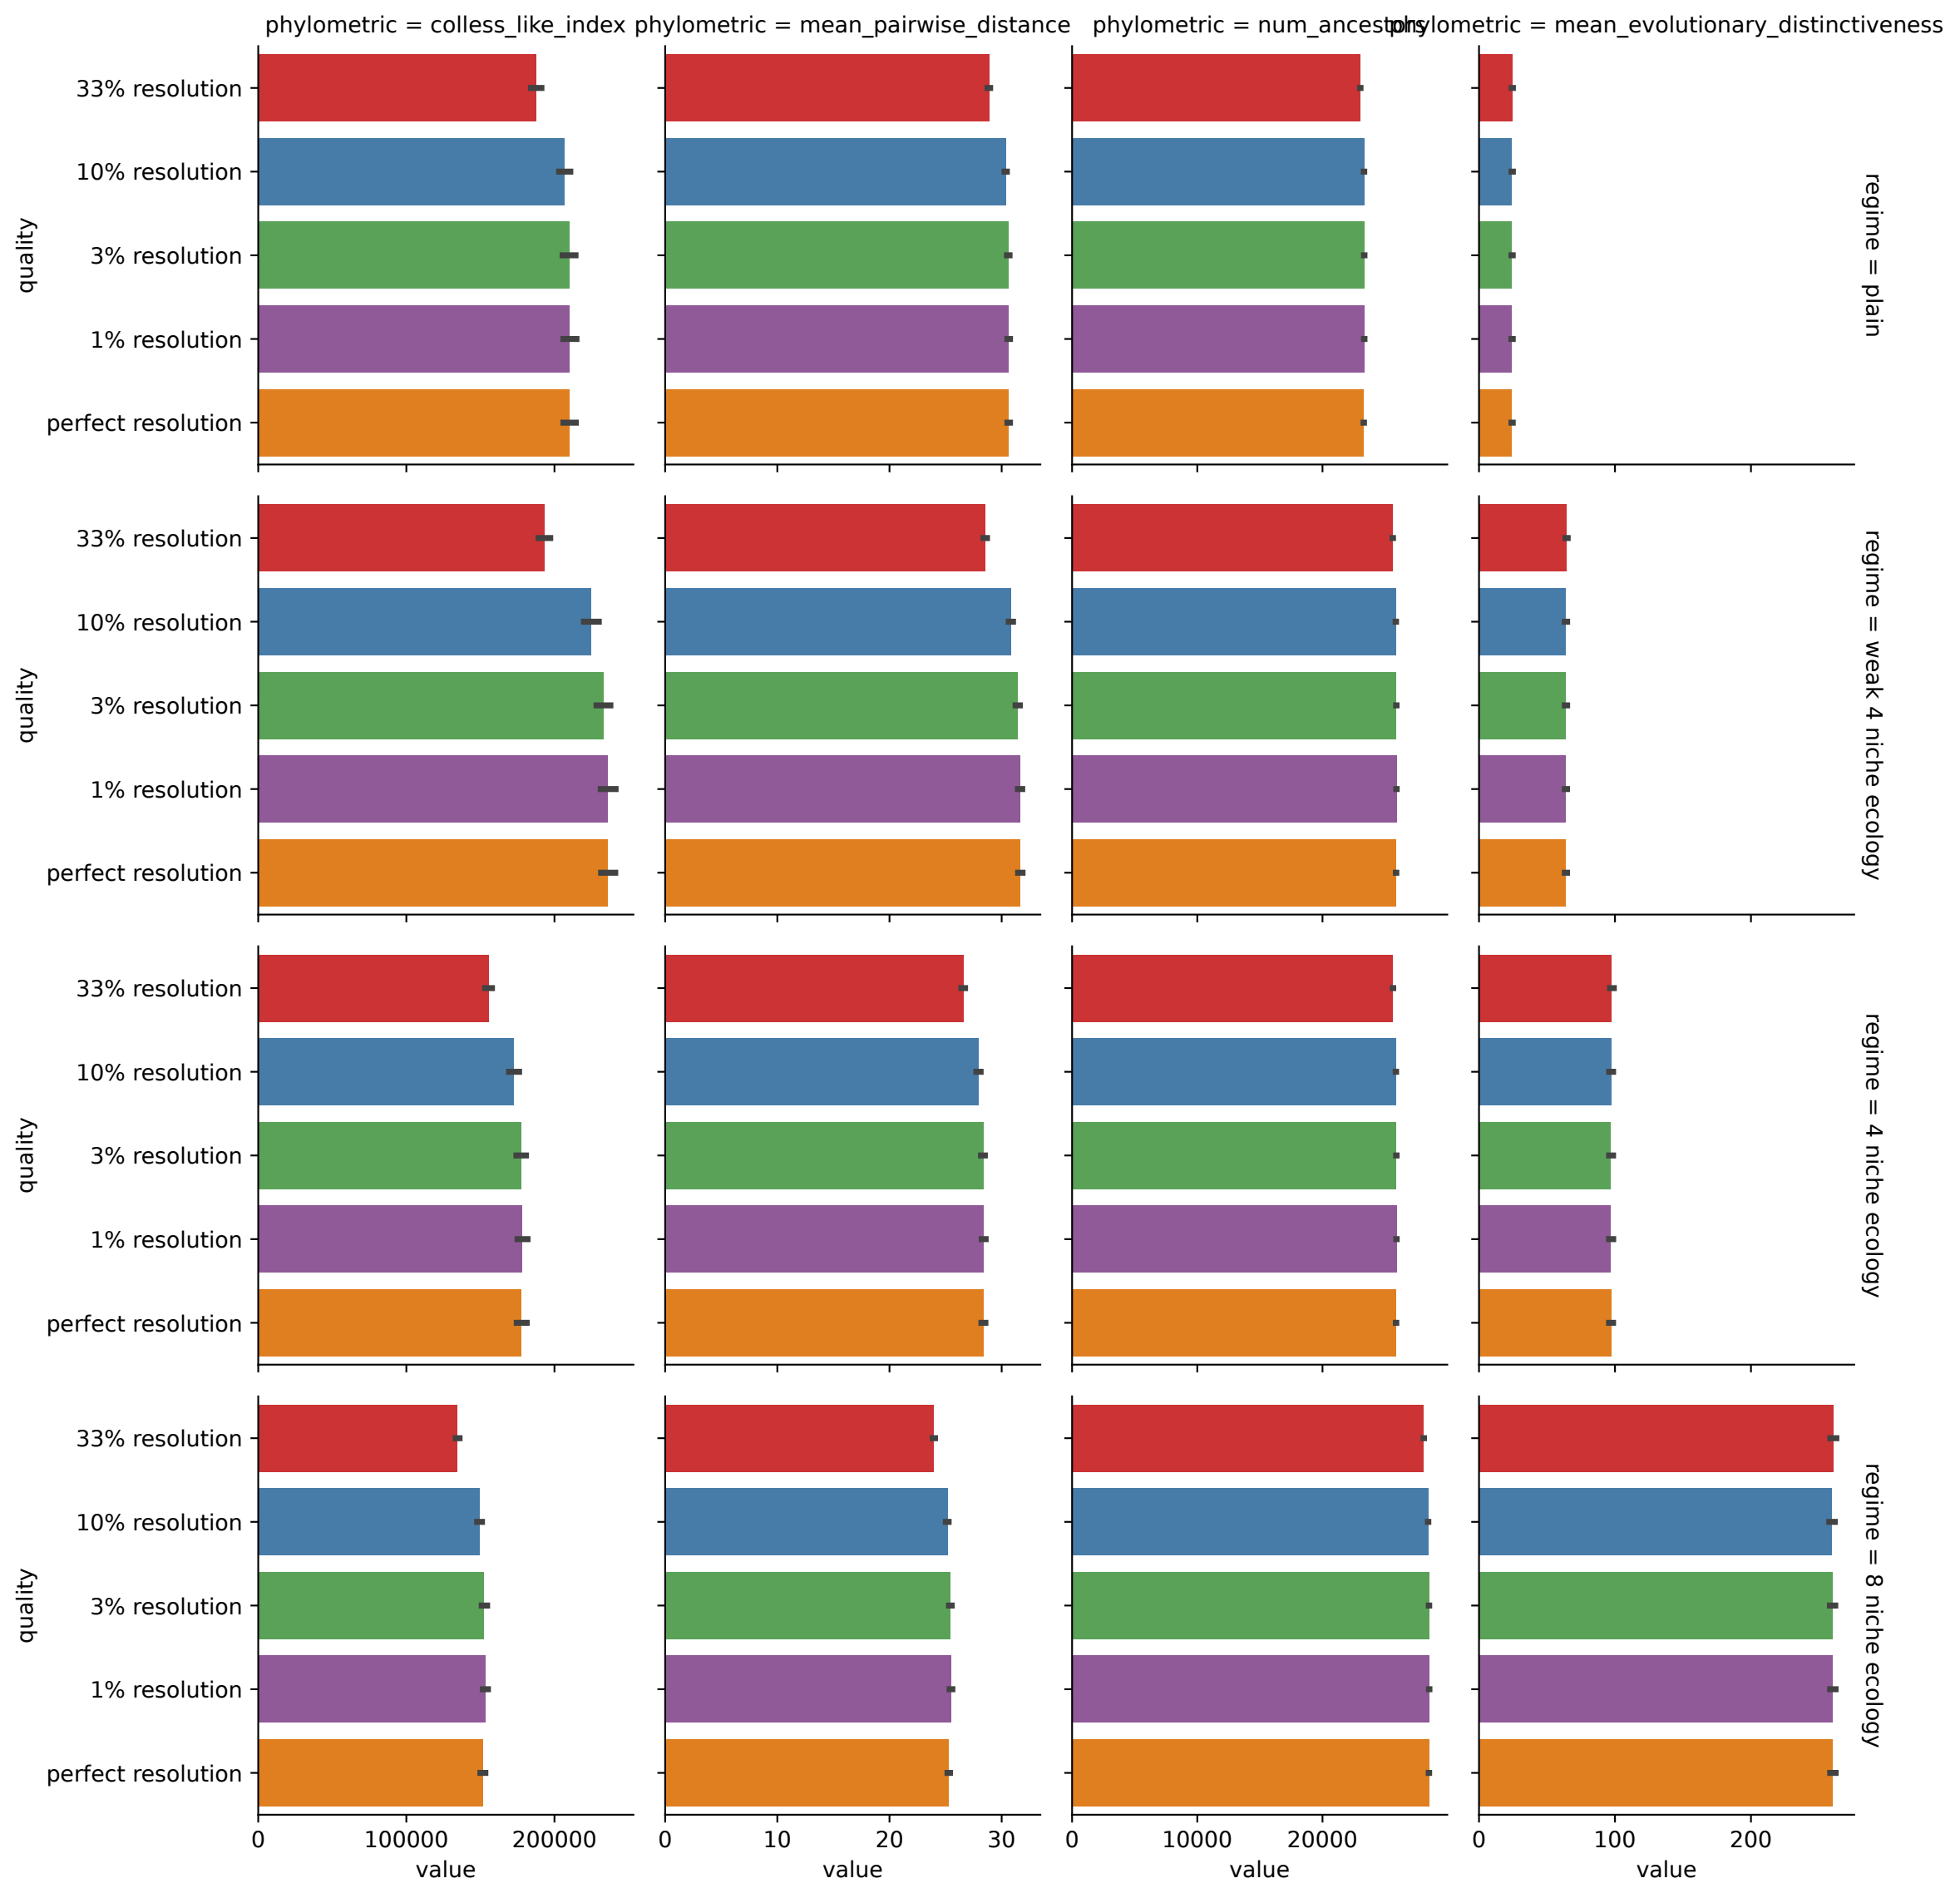 phylometric = colless_like_index
phylometric = mean_pairwise_distance
phylometric = num_ancestors
phylometric = mean_evolutionary_distinctiveness
quality
33% resolution
10% resolution
3% resolution
1% resolution
perfect resolution
regime = plain
quality
33% resolution
10% resolution
3% resolution
1% resolution
perfect resolution
regime = weak 4 niche ecology
quality
33% resolution
10% resolution
3% resolution
1% resolution
perfect resolution
regime = 4 niche ecology
quality
33% resolution
10% resolution
3% resolution
1% resolution
perfect resolution
regime = 8 niche ecology
0 100000 200000
0 10 20 30
0 10000 20000
0 100 200
value
value
value
value